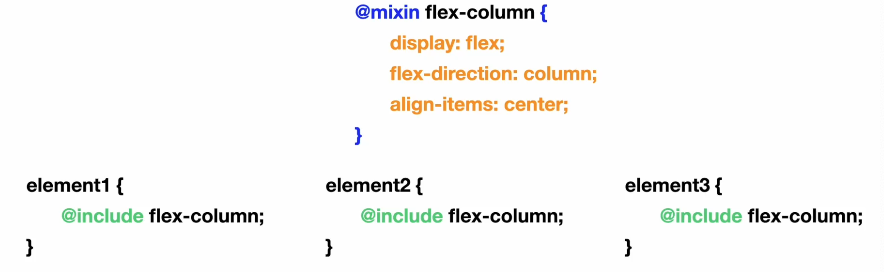 @mixin flex-column {
display: flex;
flex-direction: column;
align-items: center;
}
element1 {
@include flex-column;
}
element2 {
@include flex-column;
}
element3 {
@include flex-column;
}